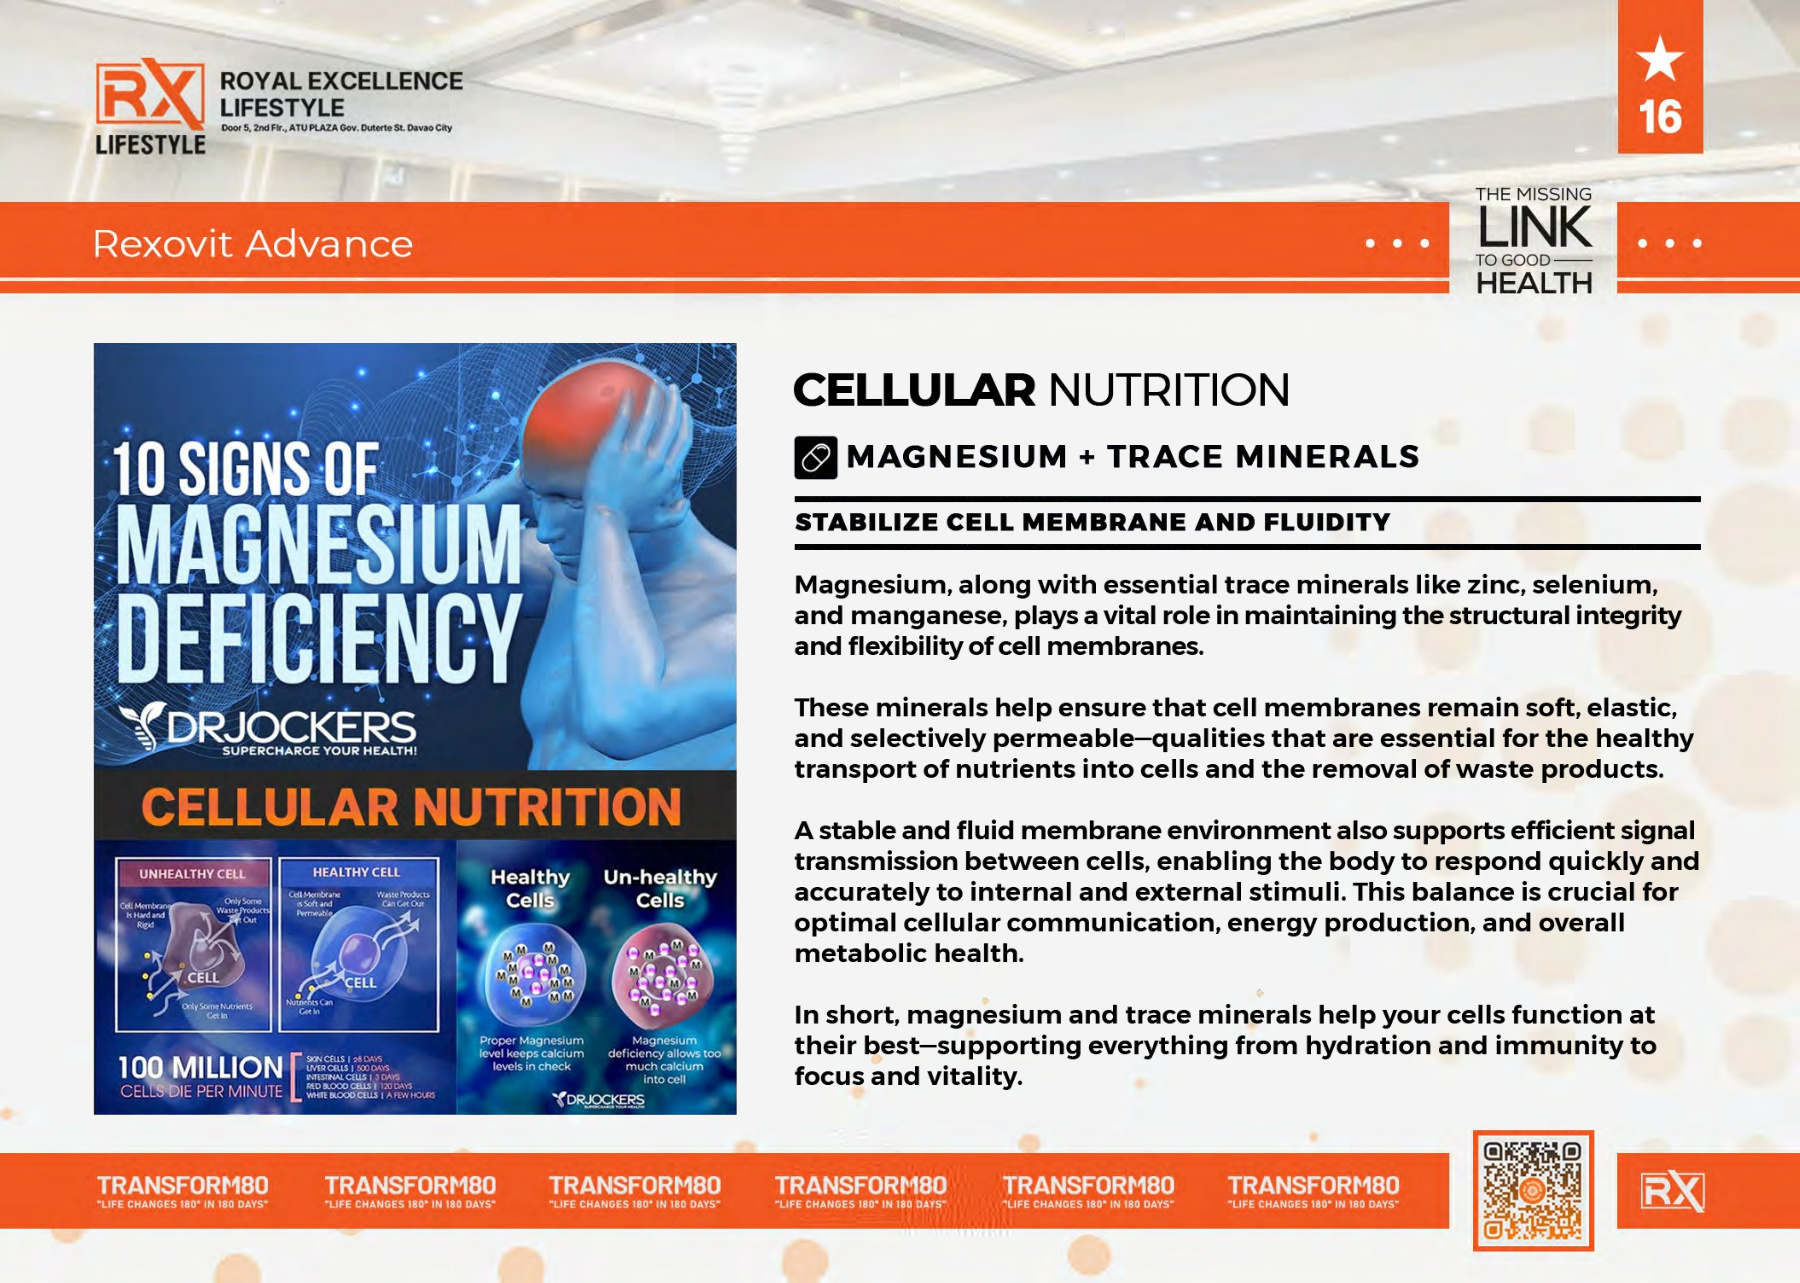 RX
LIFESTYLE
ROYAL EXCELLENCE
LIFESTYLE
Door 5, 2nd Flr., ATU PLAZA Gov. Duterte St. Davao City
16
Rexovit Advance
THE MISSING
LINK
TO GOOD
HEALTH
10 SIGNS OF
MAGNESIUM
DEFICIENCY
DRJOCKERS
SUPERCHARGE YOUR HEALTH!
CELLULAR NUTRITION
UNHEALTHY CELL
Cell Membrane
Is Hard and
Rigid
Only Some
Waste Products
Get Out
CELL
Only Some Nutrients
Get In
HEALTHY CELL
Cell Membrane
is Soft and
Permeable
Waste Products
Can Get Out
CELL
Nutrients Can
Get In
100 MILLION
CELLS DIE PER MINUTE
SKIN CELLS | 28 DAYS
LIVER CELLS | 500 DAYS
INTESTINAL CELLS | 3 DAYS
RED BLOOD CELLS | 120 DAYS
WHITE BLOOD CELLS | A FEW HOURS
Healthy
Cells
Un-healthy
Cells
Proper Magnesium
level keeps calcium
levels in check
Magnesium
deficiency allows too
much calcium
into cell
DRJOCKERS
SUPERCHARGE YOUR HEALTH!
CELLULAR NUTRITION
MAGNESIUM + TRACE MINERALS
STABILIZE CELL MEMBRANE AND FLUIDITY
Magnesium, along with essential trace minerals like zinc, selenium,
and manganese, plays a vital role in maintaining the structural integrity
and flexibility of cell membranes.
These minerals help ensure that cell membranes remain soft, elastic,
and selectively permeable—qualities that are essential for the healthy
transport of nutrients into cells and the removal of waste products.
A stable and fluid membrane environment also supports efficient signal
transmission between cells, enabling the body to respond quickly and
accurately to internal and external stimuli. This balance is crucial for
optimal cellular communication, energy production, and overall
metabolic health.
In short, magnesium and trace minerals help your cells function at
their best—supporting everything from hydration and immunity to
focus and vitality.
TRANSFORM80
"LIFE CHANGES 180° IN 180 DAYS"
TRANSFORM80
"LIFE CHANGES 180° IN 180 DAYS"
TRANSFORM80
"LIFE CHANGES 180° IN 180 DAYS"
TRANSFORM80
"LIFE CHANGES 180° IN 180 DAYS"
TRANSFORM80
"LIFE CHANGES 180° IN 180 DAYS"
TRANSFORM80
"LIFE CHANGES 180° IN 180 DAYS"
RX